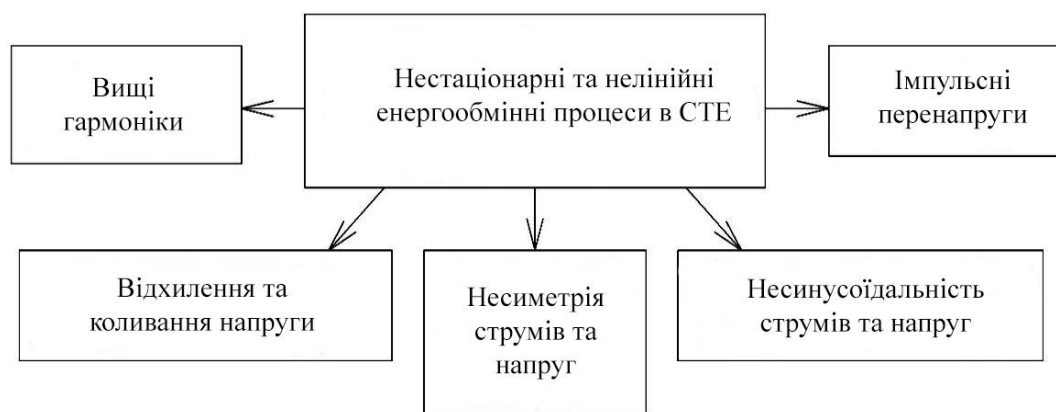 Вищі
гармоніки
Нестаціонарні та нелінійні
енергообмінні процеси в СТЕ
Імпульсні
перенапруги
Відхилення та
коливання напруги
Несиметрія
струмів та
напруг
Несинусоїдальність
струмів та напруг